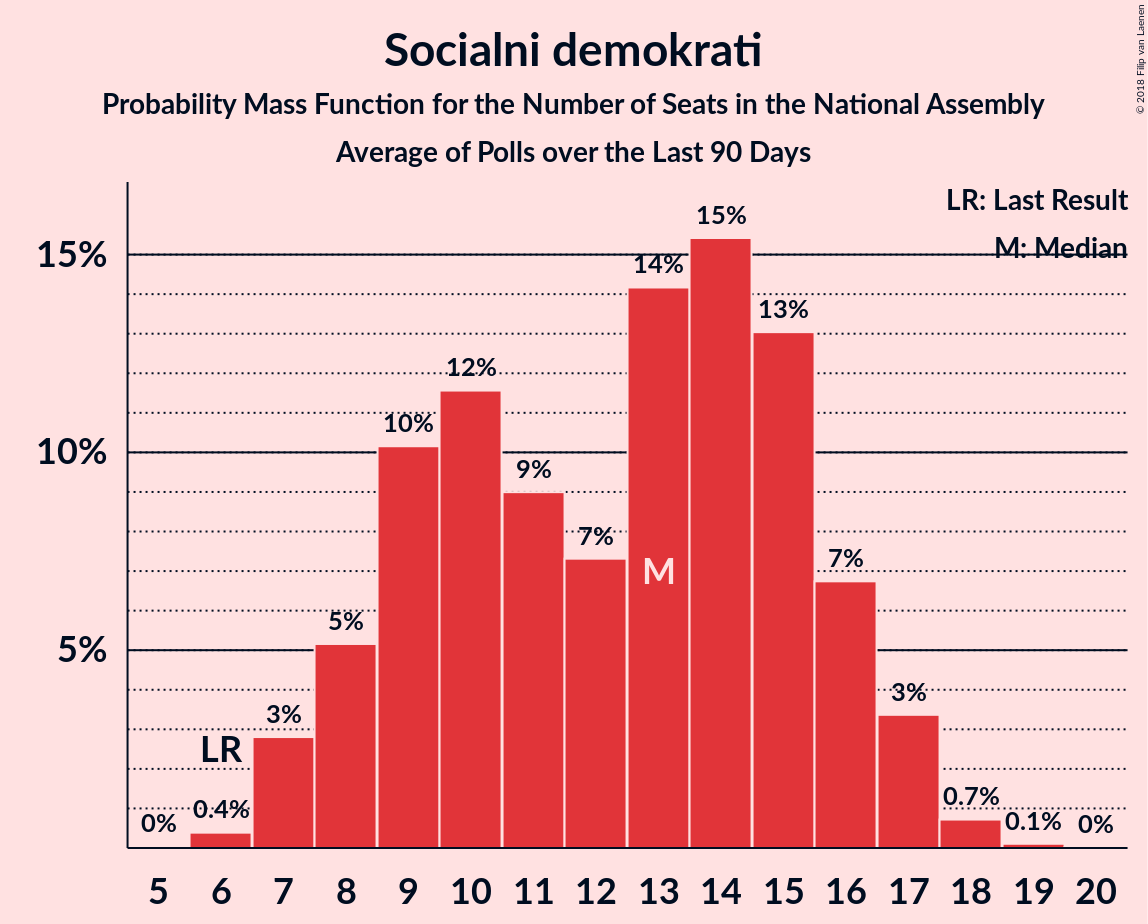 Socialni demokrati
Probability Mass Function for the Number of Seats in the National Assembly
Average of Polls over the Last 90 Days
© 2018 Filip van Laenen
LR: Last Result
M: Median
15%
10%
5%
0%
0.4%
LR
3%
5%
10%
12%
9%
7%
14%
M
15%
13%
7%
3%
0.7%
0.1%
0%
5 6 7 8 9 10 11 12 13 14 15 16 17 18 19 20